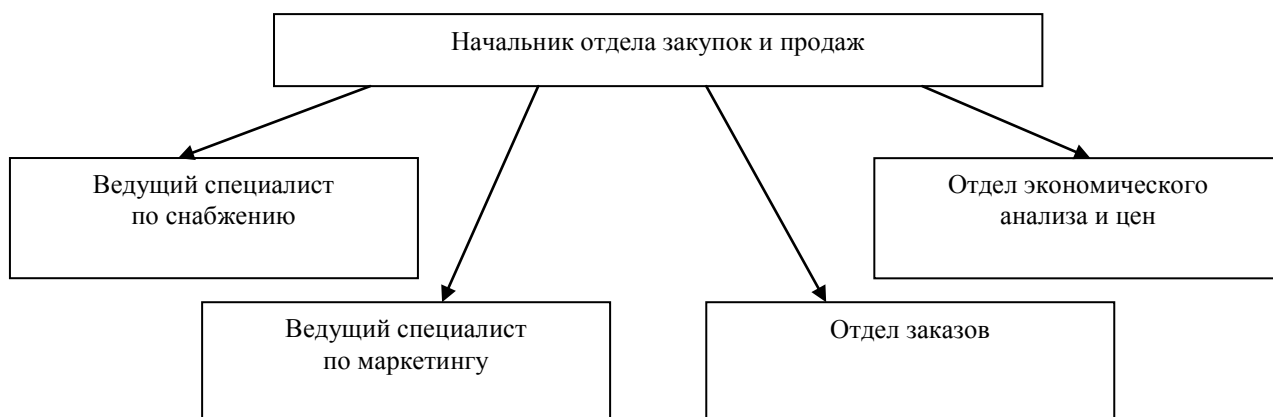 Начальник отдела закупок и продаж
Ведущий специалист
по снабжению
Отдел экономического
анализа и цен
Ведущий специалист
по маркетингу
Отдел заказов